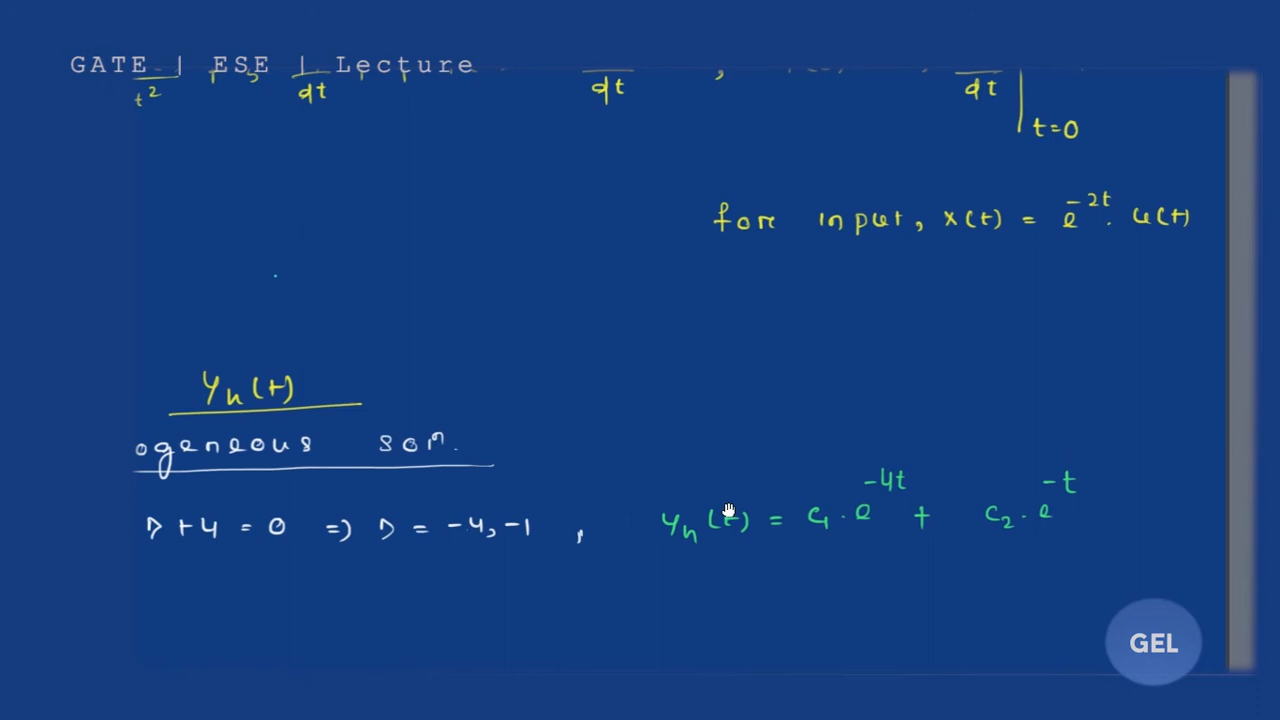 GATE | ESE | Lecture
t² dt dt dt
t=0
for input, x(t) = e^-2t . u(t)
yₕ(t)
ogeneous son.
D + 4 = 0 => D = -4, -1 , yₕ(t) = c₁ . e^-4t + c₂ . e^-t
GEL